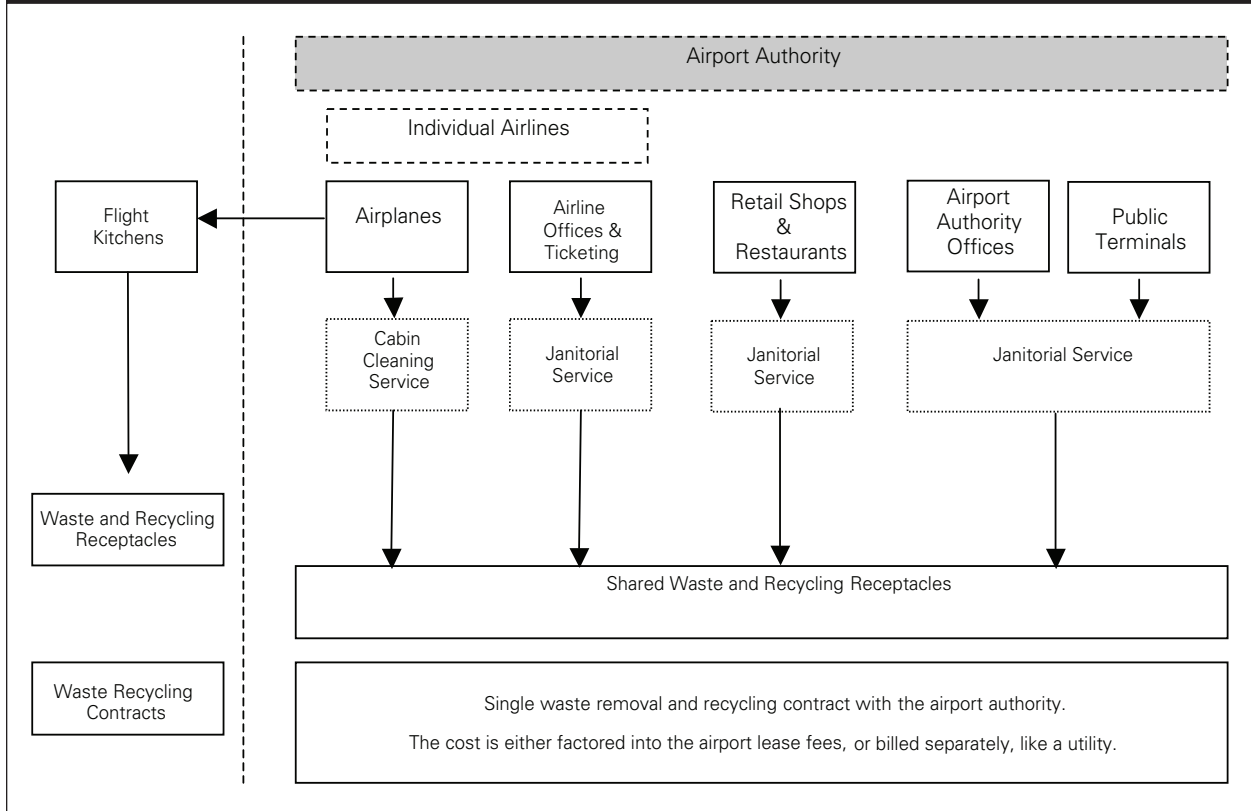 Airport Authority
Individual Airlines
Flight
Kitchens
Airplanes
Airline
Offices &
Ticketing
Retail Shops
&
Restaurants
Airport
Authority
Offices
Public
Terminals
Cabin
Cleaning
Service
Janitorial
Service
Janitorial
Service
Janitorial Service
Waste and Recycling
Receptacles
Shared Waste and Recycling Receptacles
Waste Recycling
Contracts
Single waste removal and recycling contract with the airport authority.
The cost is either factored into the airport lease fees, or billed separately, like a utility.